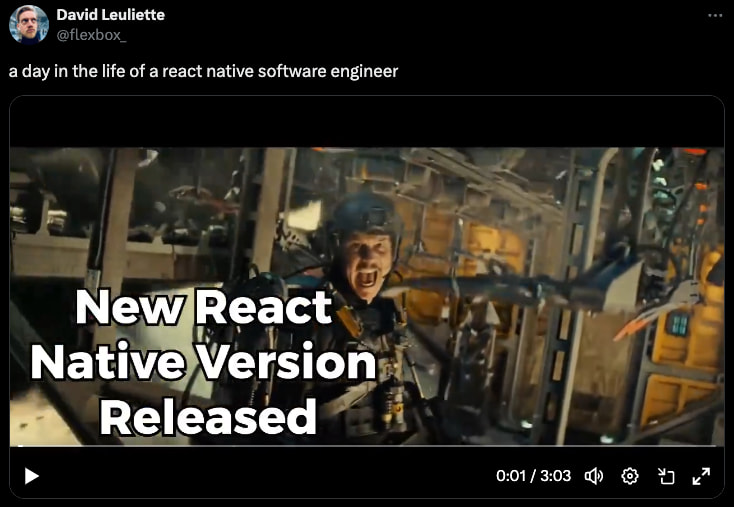 David Leuliette
@flexbox_
a day in the life of a react native software engineer
New React
Native Version
Released
0:01 / 3:03